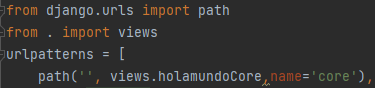 from django.urls import path
from . import views
urlpatterns = [
    path('', views.holamundoCore,name='core'),